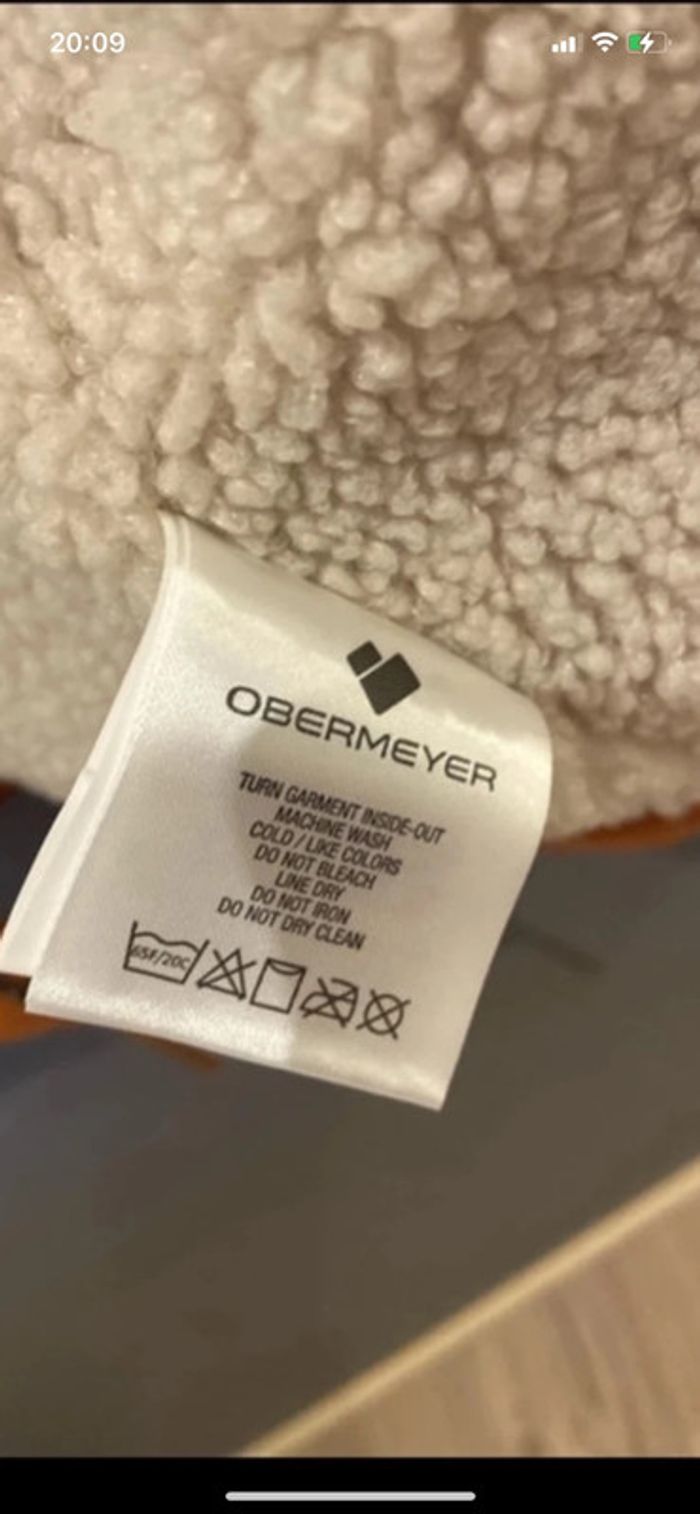 20:09
OBERMEYER
TURN GARMENT INSIDE-OUT
MACHINE WASH
COLD / LIKE COLORS
DO NOT BLEACH
LINE DRY
DO NOT IRON
DO NOT DRY CLEAN
65F/20C